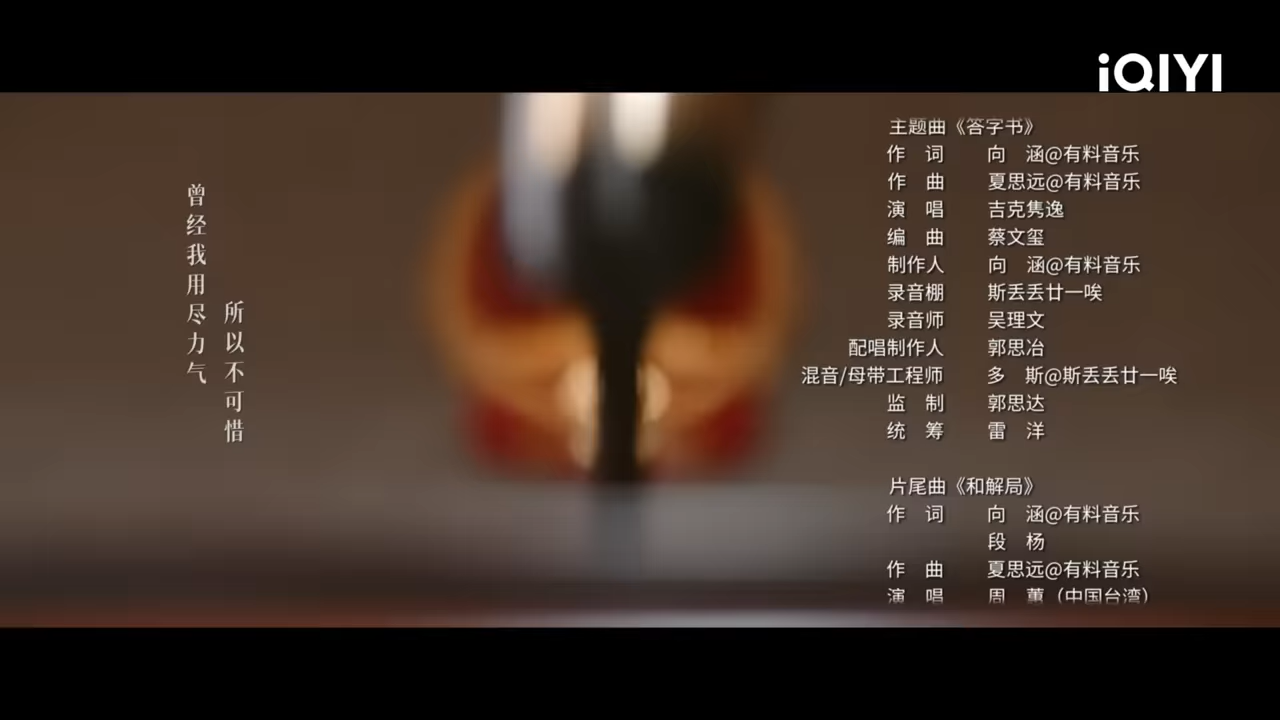 iQIYI
曾经我用尽力气
所以不可惜
主题曲《答字书》
作 词 向 涵@有料音乐
作 曲 夏思远@有料音乐
演 唱 吉克隽逸
编 曲 蔡文玺
制作人 向 涵@有料音乐
录音棚 斯丢丢廿一唉
录音师 吴理文
配唱制作人 郭思冶
混音/母带工程师 多 斯@斯丢丢廿一唉
监 制 郭思达
统 筹 雷 洋
片尾曲《和解局》
作 词 向 涵@有料音乐
段 杨
作 曲 夏思远@有料音乐
演 唱 周 蕙（中国台湾）